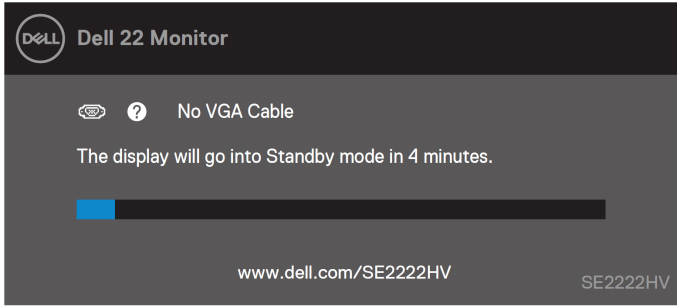 DELL
Dell 22 Monitor
? No VGA Cable
The display will go into Standby mode in 4 minutes.
www.dell.com/SE2222HV
SE2222HV